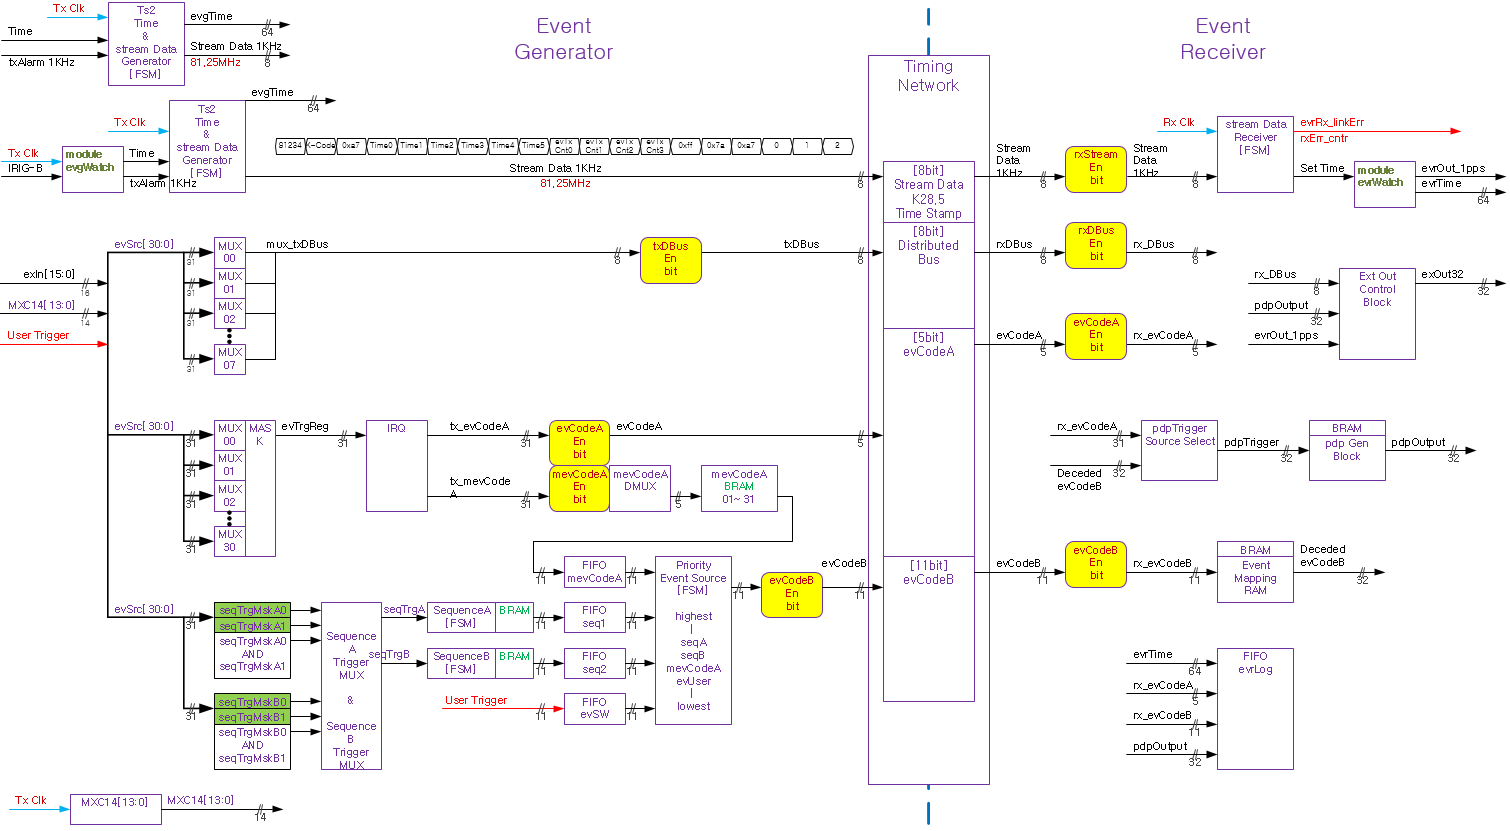 Event
Generator
Event
Receiver
Tx Clk
Time
txAlarm 1KHz
Ts2
Time
&
stream Data
Generator
[FSM]
evgTime
64
Stream Data 1KHz
81,25MHz
8
Tx Clk
Ts2
Time
&
stream Data
Generator
[FSM]
evgTime
64
Tx Clk
IRIG-B
module
evgWatch
Time
txAlarm 1KHz
91234
K-Code
0xa7
Time0
Time1
Time2
Time3
Time4
Time5
evTx
Cnt0
evTx
Cnt1
evTx
Cnt2
evTx
Cnt3
0xff
0x7a
0xa7
0
1
2
Stream Data 1KHz
81,25MHz
8
Timing
Network
[8bit]
Stream Data
K28,5
Time Stamp
[8bit]
Distributed
Bus
[5bit]
evCodeA
[11bit]
evCodeB
Stream
Data
1KHz
8
rxStream
En
bit
Stream
Data
1KHz
8
Rx Clk
stream Data
Receiver
[FSM]
evrRx_linkErr
rxErr_cntr
Set Time
module
evrWatch
evrOut_1pps
evrTime
64
exIn[15:0]
16
MXC14[13:0]
14
User Trigger
evSrc[30:0]
31
31
31
31
MUX
00
MUX
01
MUX
02
MUX
07
mux_txDBus
8
txDBus
En
bit
txDBus
8
rxDBus
8
rxDBus
En
bit
rx_DBus
8
rx_DBus
8
pdpOutput
32
evrOut_1pps
Ext Out
Control
Block
exOut32
32
evCodeA
5
evCodeA
En
bit
rx_evCodeA
5
evSrc[30:0]
31
31
31
31
MUX
00
MUX
01
MUX
02
MUX
30
MAS
K
evTrgReg
31
IRQ
tx_evCodeA
31
evCodeA
En
bit
evCodeA
5
tx_mevCode
A
31
mevCodeA
En
bit
mevCodeA
DMUX
5
mevCodeA
BRAM
01~ 31
rx_evCodeA
31
Deceded
evCodeB
32
pdpTrigger
Source Select
pdpTrigger
32
BRAM
pdp Gen
Block
pdpOutput
32
11
FIFO
mevCodeA
11
Priority
Event Source
[FSM]
highest
|
seqA
seqB
mevCodeA
evUser
|
lowest
11
evCodeB
En
bit
evCodeB
11
evCodeB
11
evCodeB
En
bit
rx_evCodeB
11
BRAM
Event
Mapping
RAM
Deceded
evCodeB
32
evSrc[30:0]
31
seqTrgMskA0
seqTrgMskA1
seqTrgMskA0
AND
seqTrgMskA1
31
seqTrgMskB0
seqTrgMskB1
seqTrgMskB0
AND
seqTrgMskB1
Sequence
A
Trigger
MUX
&
Sequence
B
Trigger
MUX
seqTrgA
SequenceA
[FSM]
BRAM
11
FIFO
seq1
11
seqTrgB
SequenceB
[FSM]
BRAM
11
FIFO
seq2
11
User Trigger
11
FIFO
evSW
11
evrTime
64
rx_evCodeA
5
rx_evCodeB
11
pdpOutput
32
FIFO
evrLog
Tx Clk
MXC14[13:0]
MXC14[13:0]
14